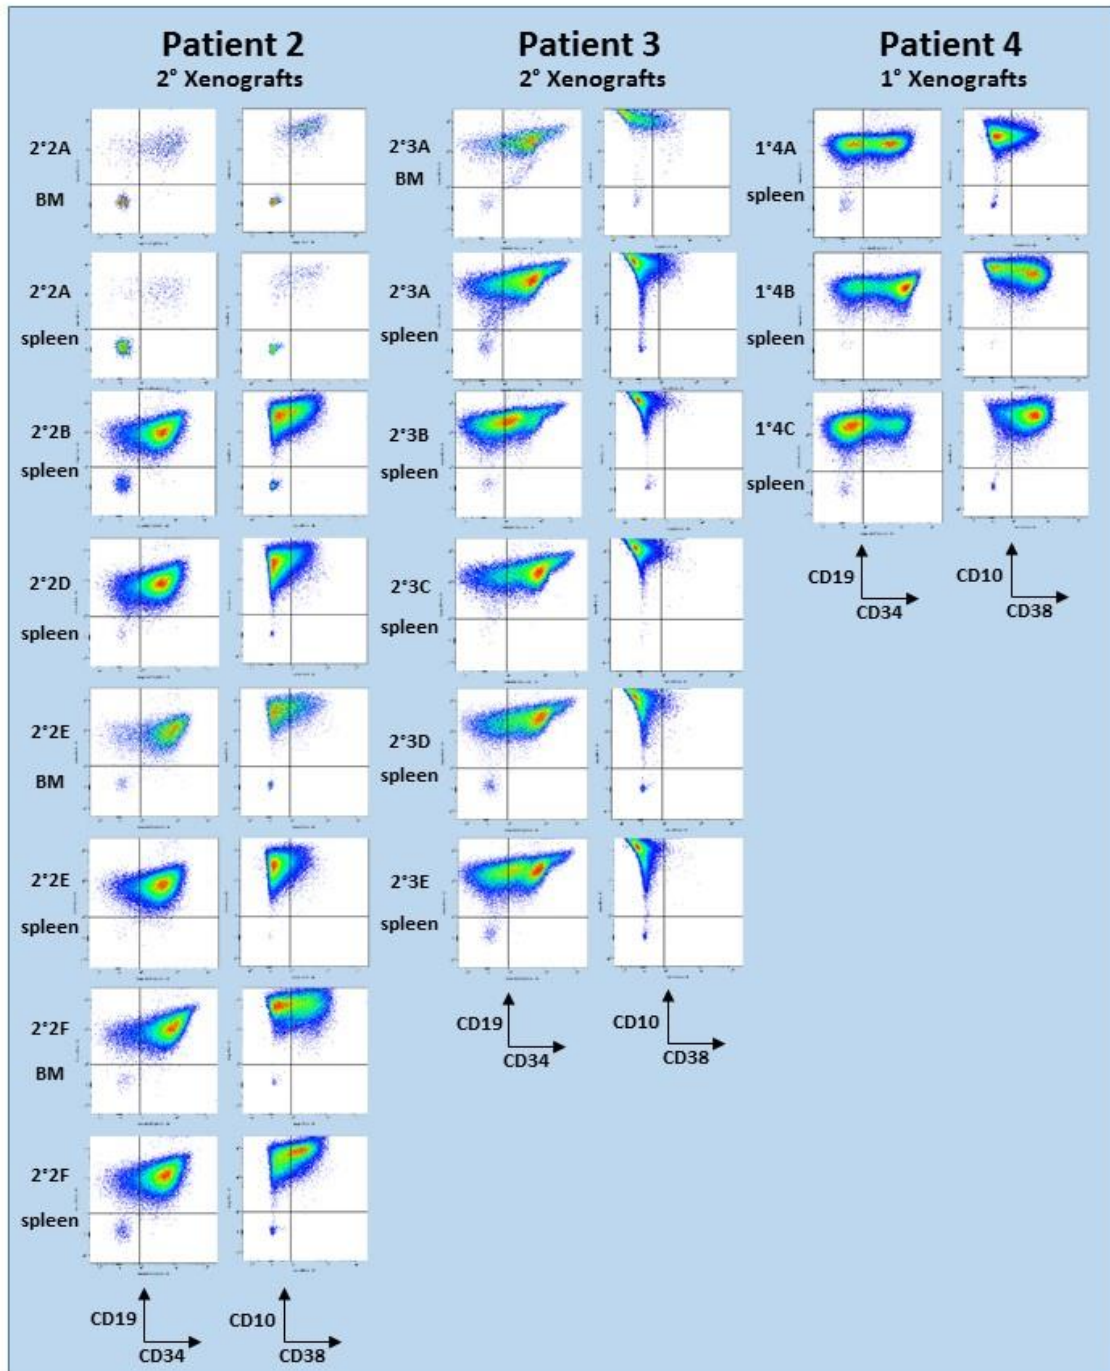 Patient 2
2° Xenografts
2°2A
BM
2°2A
spleen
2°2B
spleen
2°2D
spleen
2°2E
BM
2°2E
spleen
2°2F
BM
2°2F
spleen
CD19
CD34
CD10
CD38
Patient 3
2° Xenografts
2°3A
BM
2°3A
spleen
2°3B
spleen
2°3C
spleen
2°3D
spleen
2°3E
spleen
CD19
CD34
CD10
CD38
Patient 4
1° Xenografts
1°4A
spleen
1°4B
spleen
1°4C
spleen
CD19
CD34
CD10
CD38